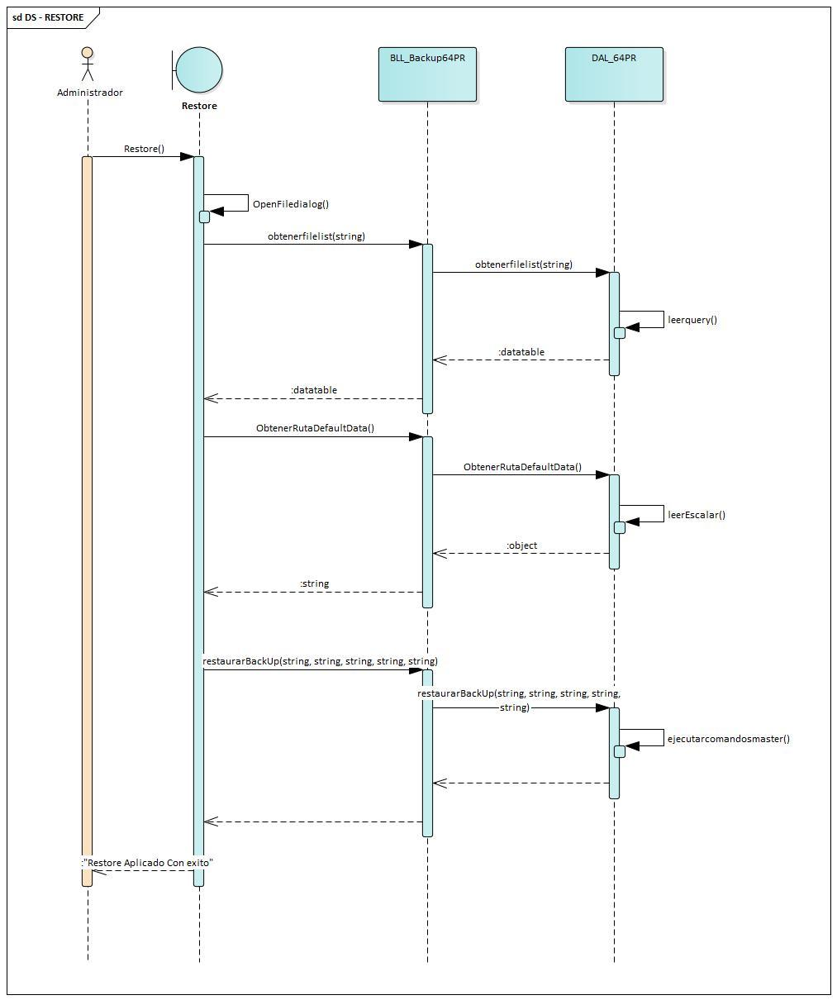 sd DS - RESTORE
Administrador
Restore
BLL_Backup64PR
DAL_64PR
Restore()
OpenFiledialog()
obtenerfilelist(string)
obtenerfilelist(string)
leerquery()
:datatable
:datatable
ObtenerRutaDefaultData()
ObtenerRutaDefaultData()
leerEscalar()
:object
:string
restaurarBackUp(string, string, string, string, string)
restaurarBackUp(string, string, string, string,
string)
ejecutarcomandosmaster()
:"Restore Aplicado Con exito"